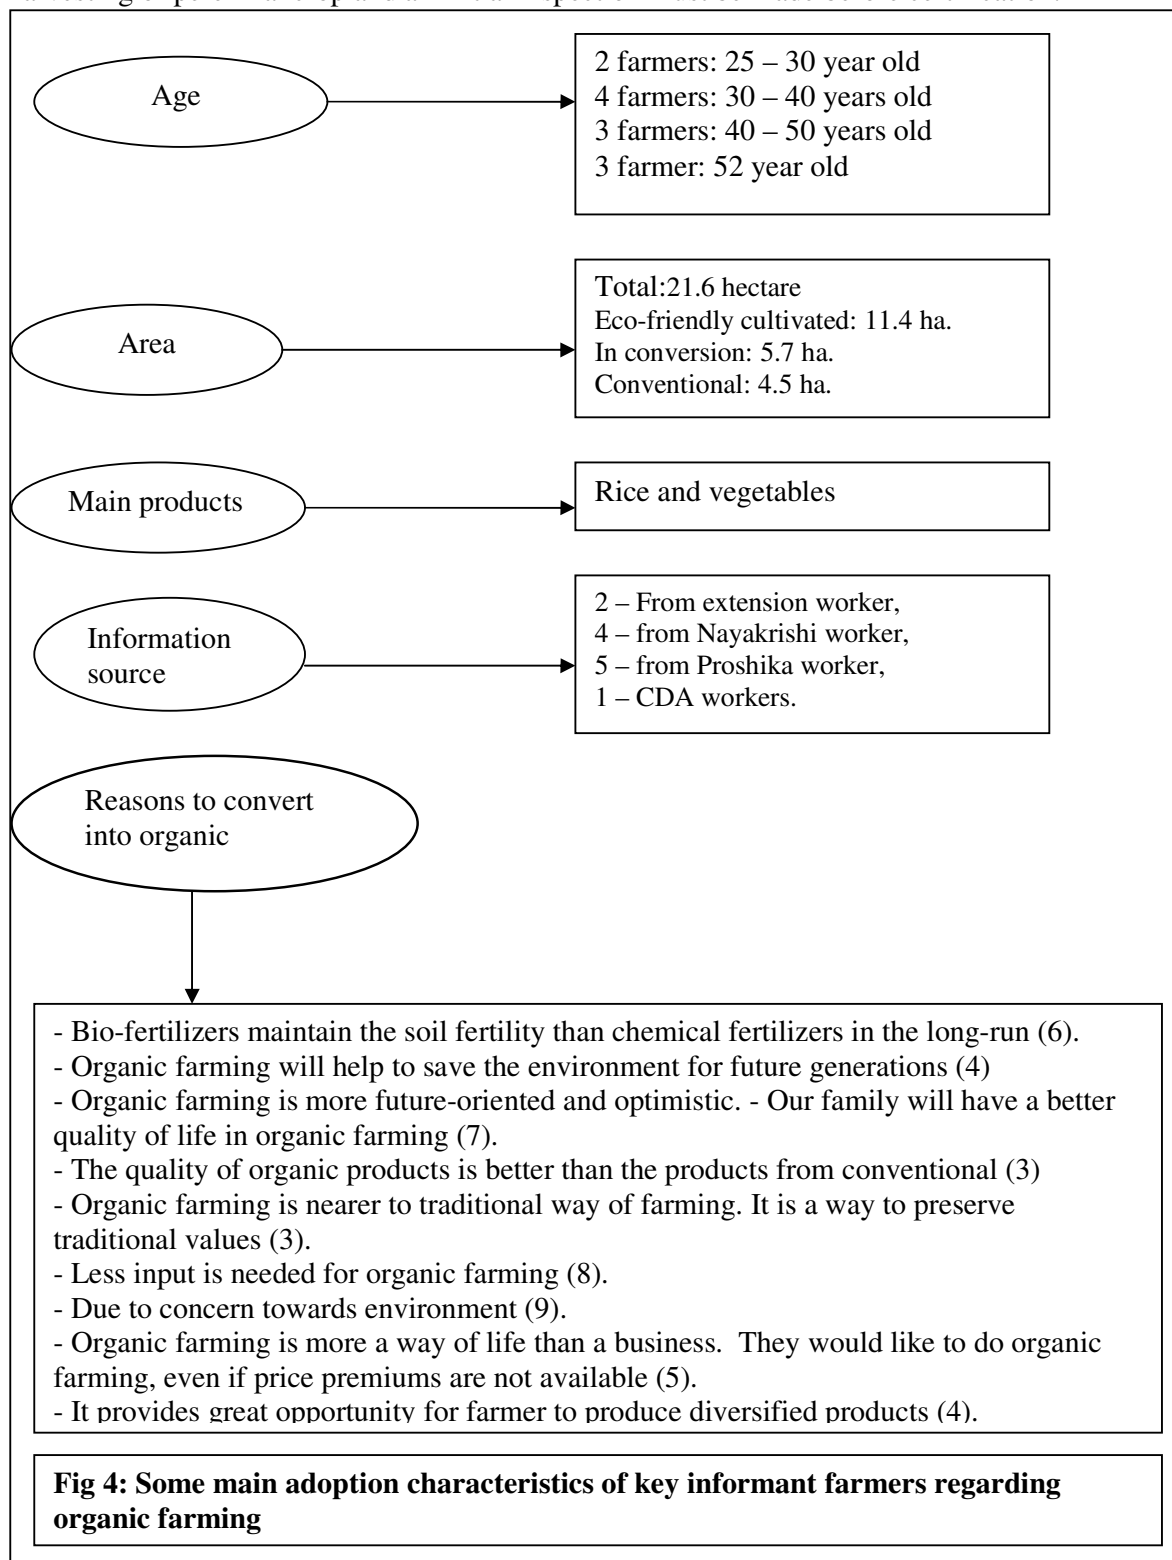 Age
2 farmers: 25 – 30 year old
4 farmers: 30 – 40 years old
3 farmers: 40 – 50 years old
3 farmer: 52 year old
Area
Total:21.6 hectare
Eco-friendly cultivated: 11.4 ha.
In conversion: 5.7 ha.
Conventional: 4.5 ha.
Main products
Rice and vegetables
Information
source
2 – From extension worker,
4 – from Nayakrishi worker,
5 – from Proshika worker,
1 – CDA workers.
Reasons to convert
into organic
- Bio-fertilizers maintain the soil fertility than chemical fertilizers in the long-run (6).
- Organic farming will help to save the environment for future generations (4)
- Organic farming is more future-oriented and optimistic. - Our family will have a better
quality of life in organic farming (7).
- The quality of organic products is better than the products from conventional (3)
- Organic farming is nearer to traditional way of farming. It is a way to preserve
traditional values (3).
- Less input is needed for organic farming (8).
- Due to concern towards environment (9).
- Organic farming is more a way of life than a business.  They would like to do organic
farming, even if price premiums are not available (5).
- It provides great opportunity for farmer to produce diversified products (4).
Fig 4: Some main adoption characteristics of key informant farmers regarding
organic farming